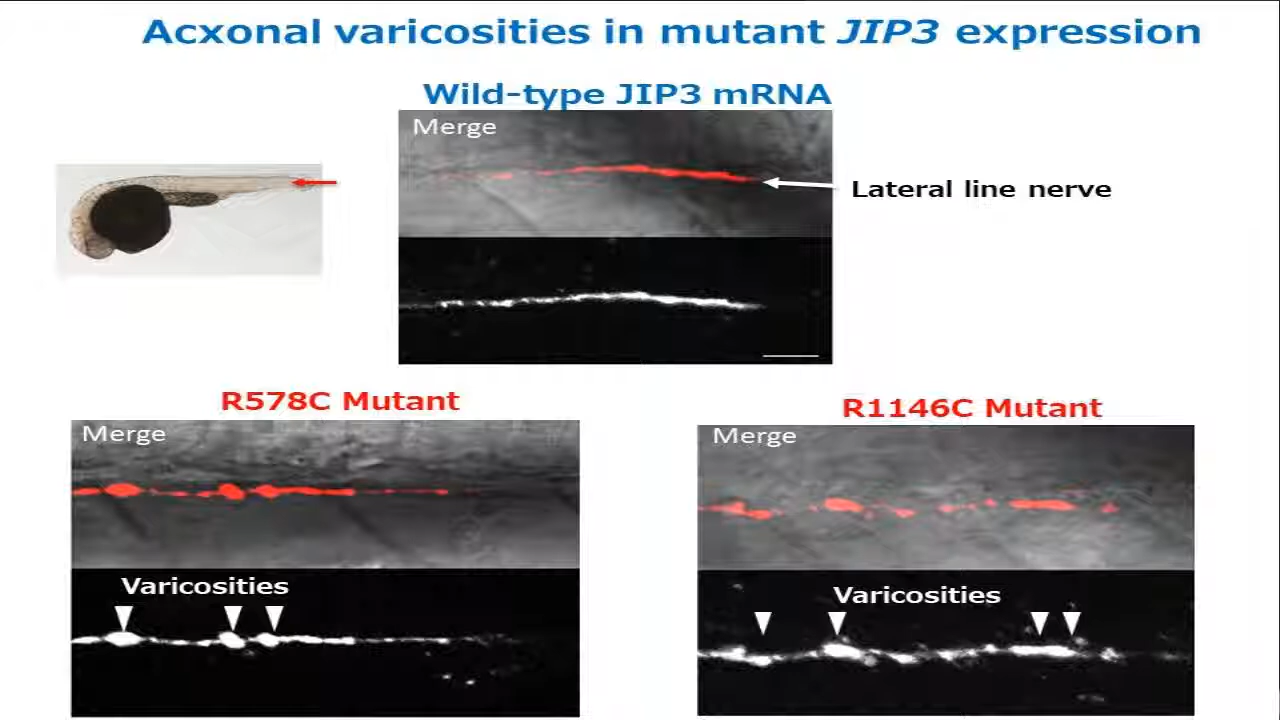 Acxonal varicosities in mutant JIP3 expression
Wild-type JIP3 mRNA
Merge
Lateral line nerve
R578C Mutant
Merge
Varicosities
R1146C Mutant
Merge
Varicosities